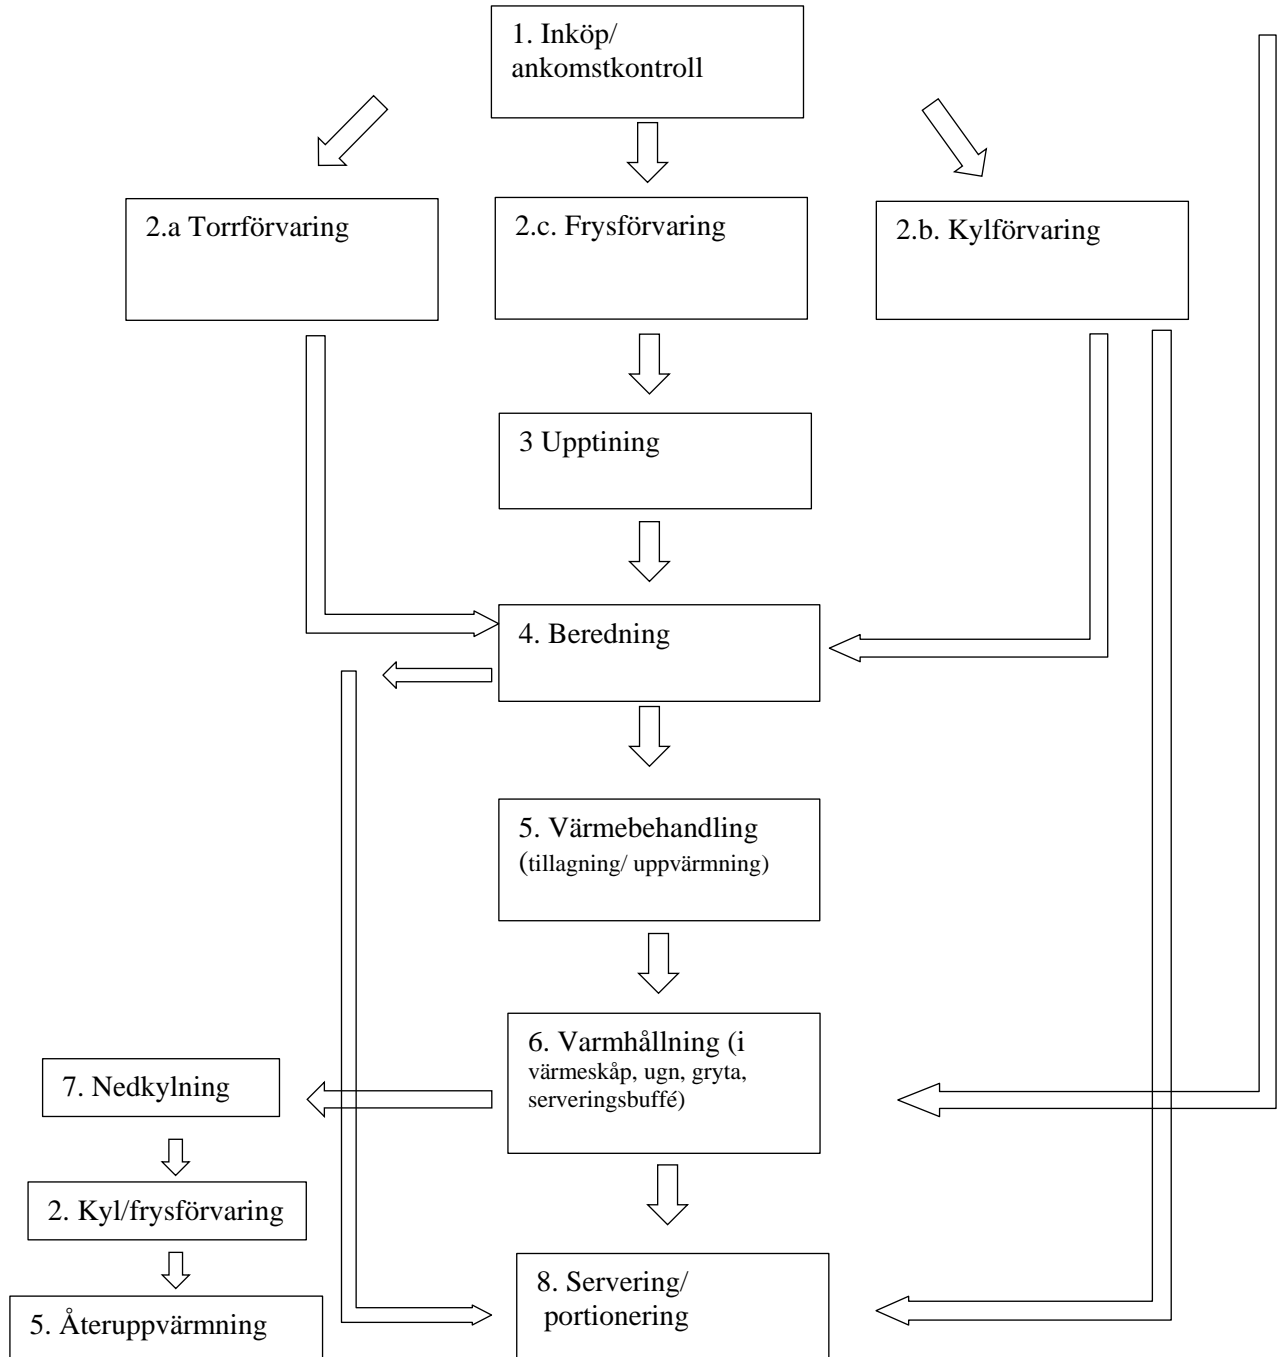 1. Inköp/
ankomstkontroll
2.a Torrförvaring
2.c. Frysförvaring
2.b. Kylförvaring
3 Upptining
4. Beredning
5. Värmebehandling
(tillagning/ uppvärmning)
6. Varmhållning (i
värmeskåp, ugn, gryta,
serveringsbuffé)
7. Nedkylning
2. Kyl/frysförvaring
5. Återuppvärmning
8. Servering/
portionering